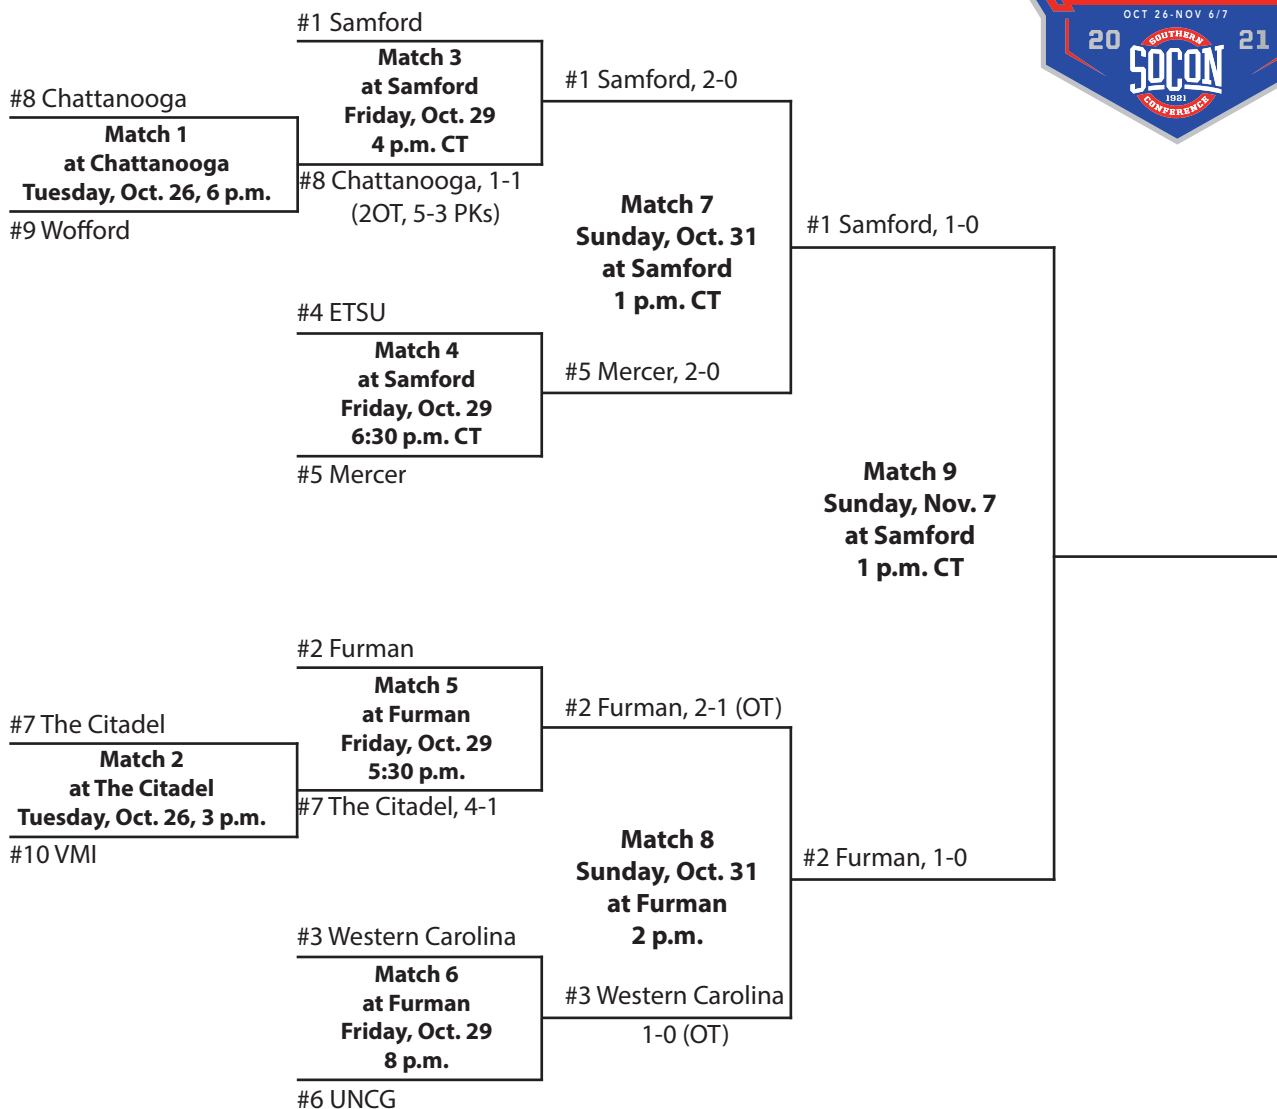 OCT 26-NOV 6/7
20
21
SOUTHERN
SOCON
1921
CONFERENCE
#8 Chattanooga
Match 1
at Chattanooga
Tuesday, Oct. 26, 6 p.m.
#9 Wofford
#1 Samford
Match 3
at Samford
Friday, Oct. 29
4 p.m. CT
#8 Chattanooga, 1-1
(2OT, 5-3 PKs)
#4 ETSU
Match 4
at Samford
Friday, Oct. 29
6:30 p.m. CT
#5 Mercer
#1 Samford, 2-0
Match 7
Sunday, Oct. 31
at Samford
1 p.m. CT
#5 Mercer, 2-0
#1 Samford, 1-0
Match 9
Sunday, Nov. 7
at Samford
1 p.m. CT
#7 The Citadel
Match 2
at The Citadel
Tuesday, Oct. 26, 3 p.m.
#10 VMI
#2 Furman
Match 5
at Furman
Friday, Oct. 29
5:30 p.m.
#7 The Citadel, 4-1
#3 Western Carolina
Match 6
at Furman
Friday, Oct. 29
8 p.m.
#6 UNCG
#2 Furman, 2-1 (OT)
Match 8
Sunday, Oct. 31
at Furman
2 p.m.
#3 Western Carolina
1-0 (OT)
#2 Furman, 1-0